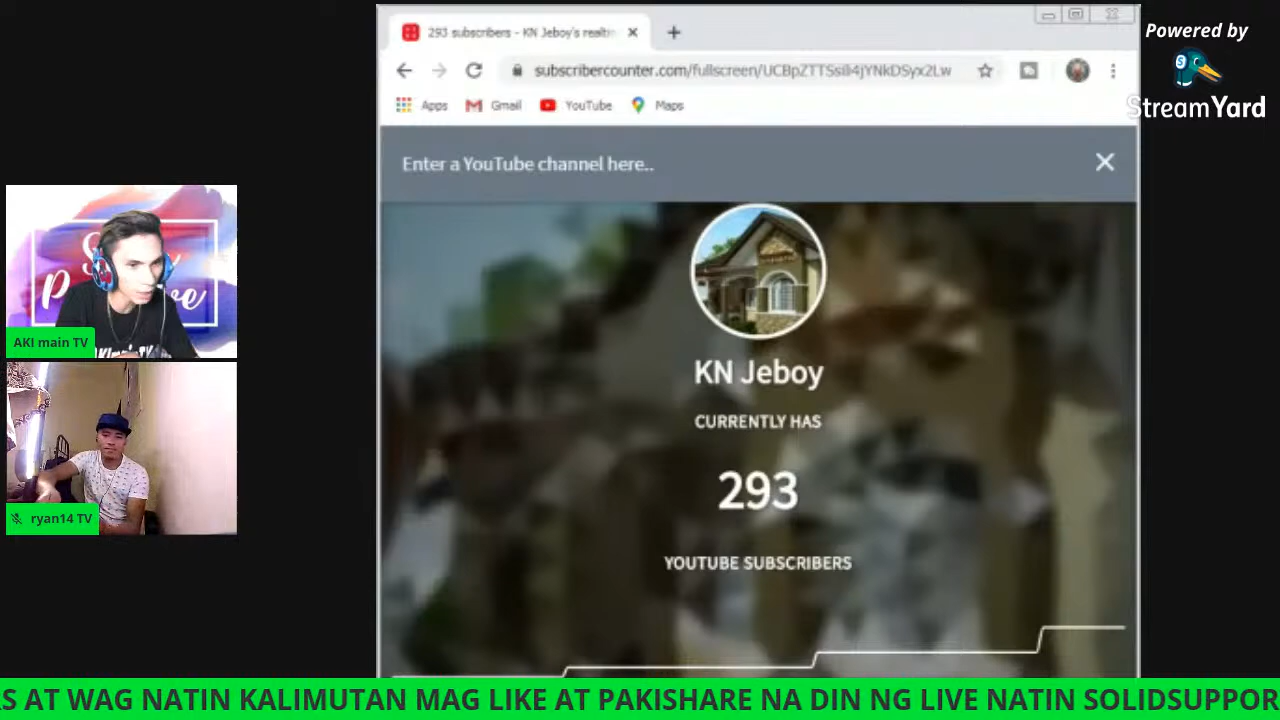 293 subscribers - KN Jeboy's realti
subscribercounter.com/fullscreen/UCBpZTTSsili4jYNkDSyx2Lw
Apps Gmail YouTube Maps
Enter a YouTube channel here..
KN Jeboy
CURRENTLY HAS
293
YOUTUBE SUBSCRIBERS
Powered by
StreamYard
AKI main TV
ryan14 TV
S AT WAG NATIN KALIMUTAN MAG LIKE AT PAKISHARE NA DIN NG LIVE NATIN SOLIDSUPPOR